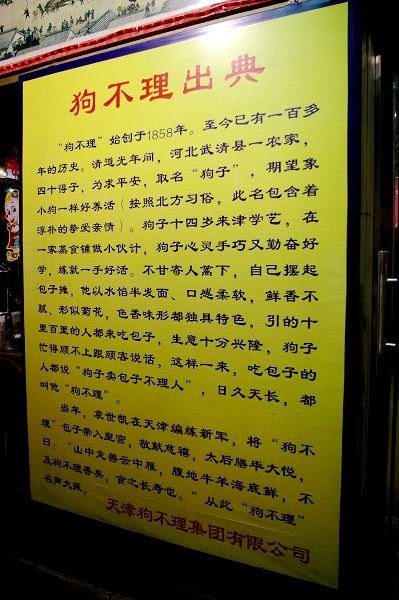 狗不理出典
“狗不理”始创于1858年。至今已有一百多
年的历史。清道光年间，河北武清县一农家，
四十得子，为求平安，取名“狗子”，期望象
小狗一样好养活（按照北方习俗，此名包含着
淳朴的挚爱亲情）。狗子十四岁来津学艺，在
一家蒸食铺做小伙计，狗子心灵手巧又勤奋好
学，练就一手好活。不甘寄人篱下，自己摆起
包子摊，他以水馅半发面、口感柔软，鲜香不
腻、形似菊花，色香味形都独具特色，引的十
里百里的人都来吃包子，生意十分兴隆，狗子
忙得顾不上跟顾客说话，这样一来，吃包子的
人都说“狗子卖包子不理人”，日久天长，都
叫他“狗不理”。
当年，袁世凯在天津编练新军，将“狗不
理”包子带入皇宫，敬献慈禧，太后膳毕大悦，
曰：“山中走兽云中雁，腹地牛羊海底鲜，不
及狗不理香矣，食之长寿也。”从此“狗不理”
名声大振。
天津狗不理集团有限公司